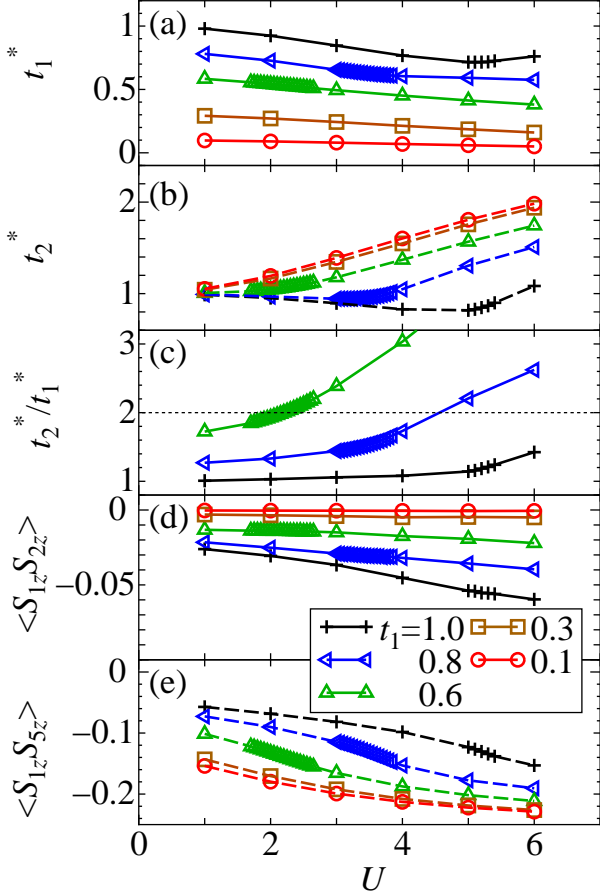 (a)
t₁*
1
0.5
0
(b)
t₂*
2
1
(c)
t₂*/t₁*
3
2
1
(d)
<S₁zS₂z>
0
−0.05
t₁=1.0
0.3
0.8
0.1
0.6
(e)
<S₁zS₅z>
0
−0.1
−0.2
0 2 4 6
U